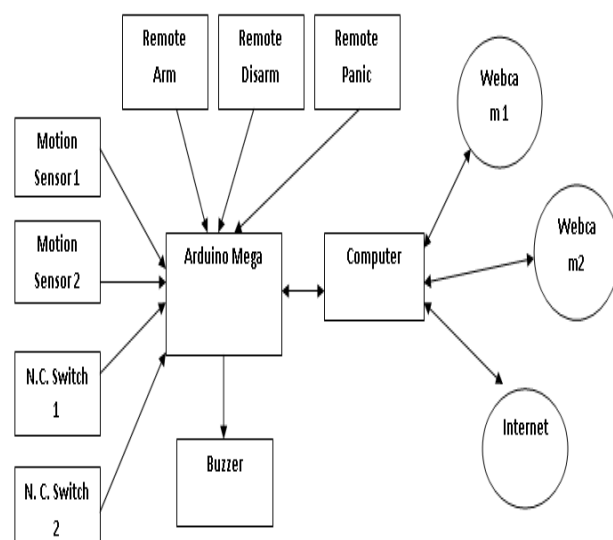 Remote
Arm
Remote
Disarm
Remote
Panic
Webca
m1
Motion
Sensor1
Motion
Sensor2
Arduino Mega
Computer
Webca
m2
N.C. Switch
1
Buzzer
Internet
N.C. Switch
2